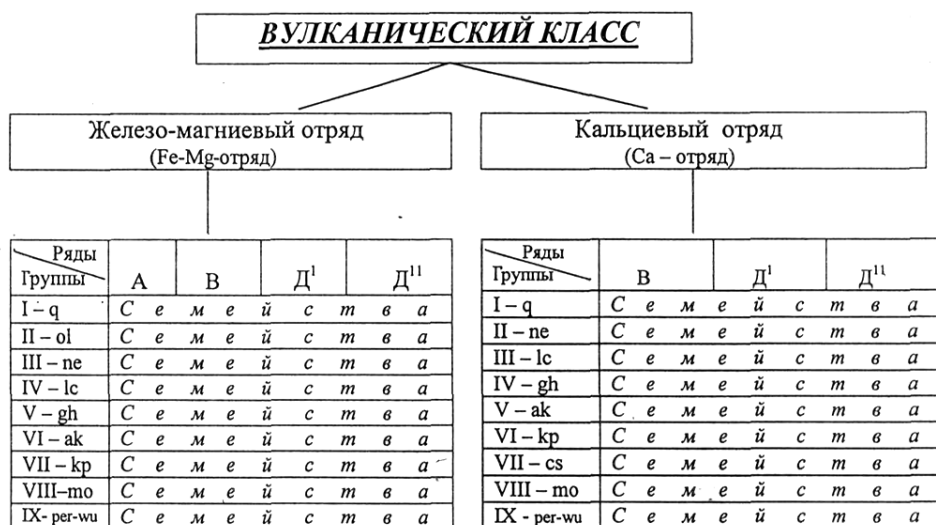 ВУЛКАНИЧЕСКИЙ КЛАСС
Железо-магниевый отряд
(Fe-Mg-отряд)
Кальциевый отряд
(Ca – отряд)
Ряды
Группы А В Д¹ Д¹¹
I – q С е м е й с т в а
II – ol С е м е й с т в а
III – ne С е м е й с т в а
IV – lc С е м е й с т в а
V – gh С е м е й с т в а
VI – ak С е м е й с т в а
VII – kp С е м е й с т в а
VIII–mo С е м е й с т в а
IX- per-wu С е м е й с т в а
Ряды
Группы В Д¹ Д¹¹
I – q С е м е й с т в а
II – ne С е м е й с т в а
III – lc С е м е й с т в а
IV – gh С е м е й с т в а
V – ak С е м е й с т в а
VI – kp С е м е й с т в а
VII – cs С е м е й с т в а
VIII – mo С е м е й с т в а
IX - per-wu С е м е й с т в а